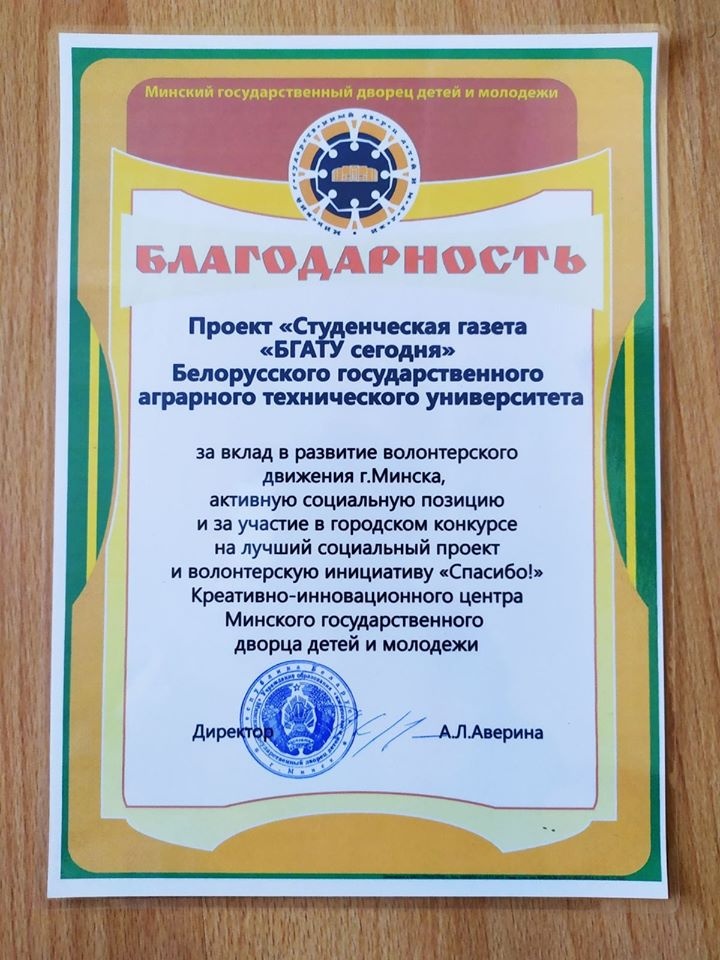 Минский государственный дворец детей и молодежи
БЛАГОДАРНОСТЬ
Проект «Студенческая газета
«БГАТУ сегодня»
Белорусского государственного
аграрного технического университета
за вклад в развитие волонтерского
движения г.Минска,
активную социальную позицию
и за участие в городском конкурсе
на лучший социальный проект
и волонтерскую инициативу «Спасибо!»
Креативно-инновационного центра
Минского государственного
дворца детей и молодежи
Директор
А.Л.Аверина